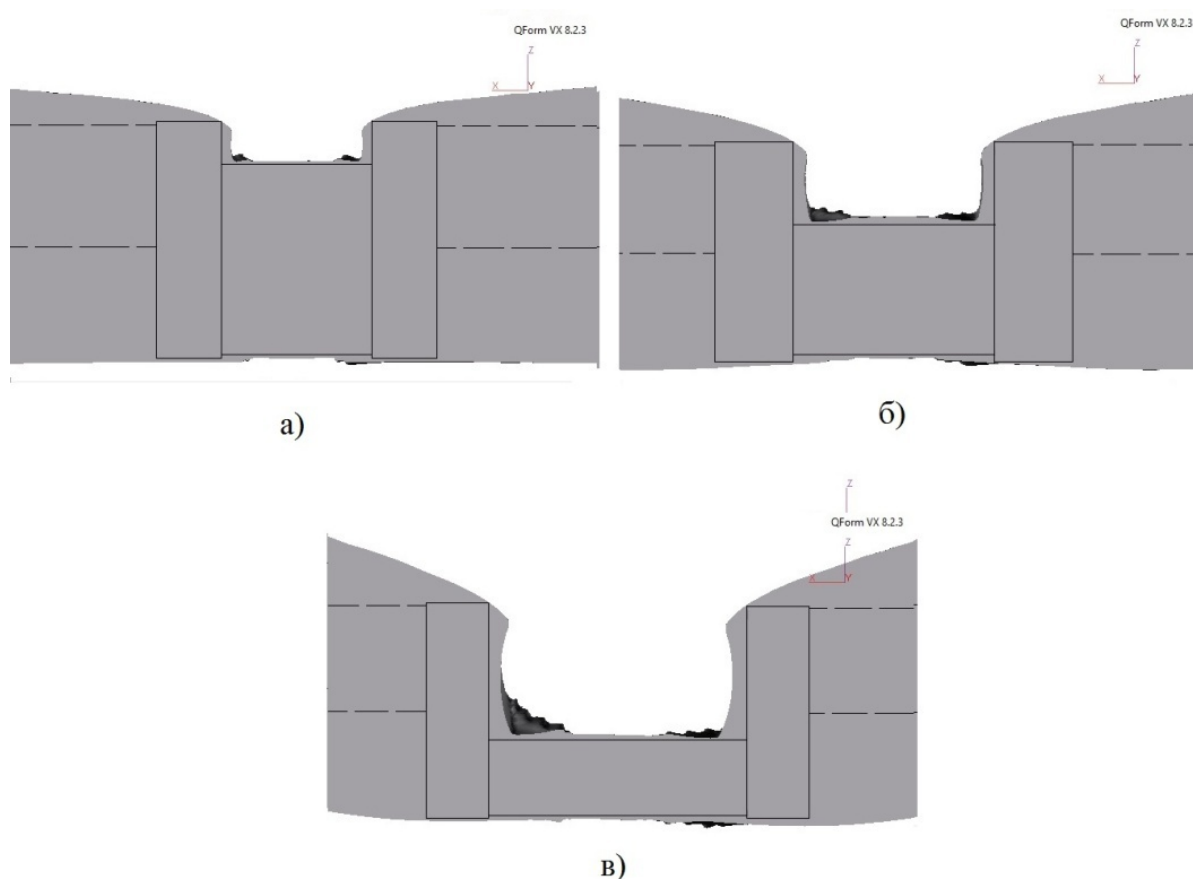 QForm VX 8.2.3
Z
X Y
QForm VX 8.2.3
Z
X Y
а)
б)
Z
QForm VX 8.2.3
Z
X Y
в)